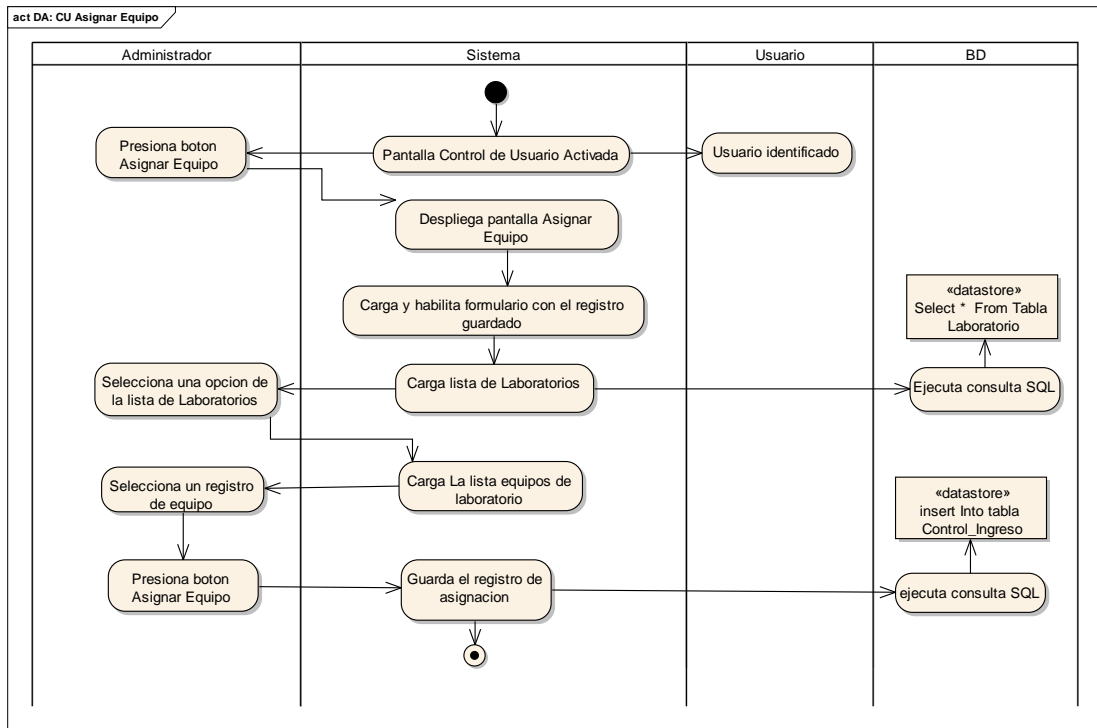 act DA: CU Asignar Equipo
Administrador
Sistema
Usuario
BD
Presiona boton
Asignar Equipo
Pantalla Control de Usuario Activada
Usuario identificado
Despliega pantalla Asignar
Equipo
Carga y habilita formulario con el registro
guardado
«datastore»
Select * From Tabla
Laboratorio
Selecciona una opcion de
la lista de Laboratorios
Carga lista de Laboratorios
Ejecuta consulta SQL
Selecciona un registro
de equipo
Carga La lista equipos de
laboratorio
«datastore»
insert Into tabla
Control_Ingreso
Presiona boton
Asignar Equipo
Guarda el registro de
asignacion
ejecuta consulta SQL